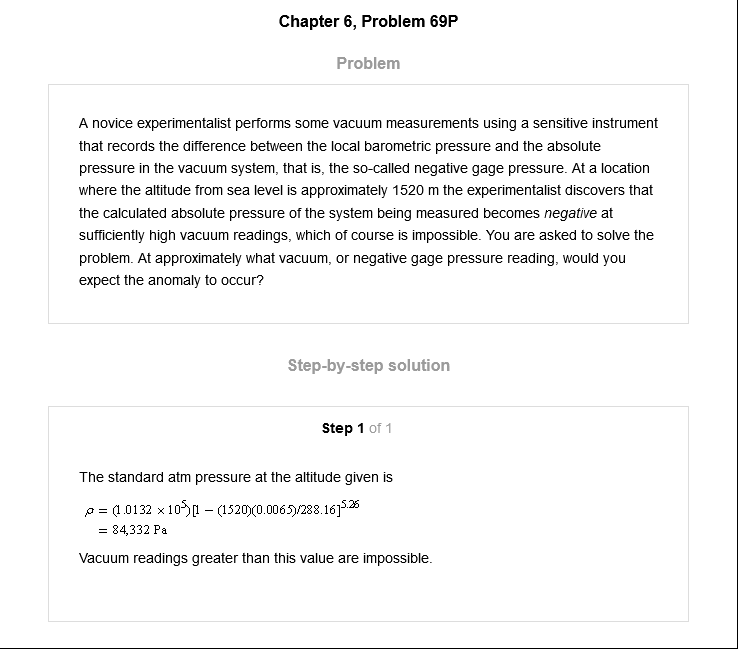 Chapter 6, Problem 69P
Problem
A novice experimentalist performs some vacuum measurements using a sensitive instrument
that records the difference between the local barometric pressure and the absolute
pressure in the vacuum system, that is, the so-called negative gage pressure. At a location
where the altitude from sea level is approximately 1520 m the experimentalist discovers that
the calculated absolute pressure of the system being measured becomes negative at
sufficiently high vacuum readings, which of course is impossible. You are asked to solve the
problem. At approximately what vacuum, or negative gage pressure reading, would you
expect the anomaly to occur?
Step-by-step solution
Step 1 of 1
The standard atm pressure at the altitude given is
p = (1.0132 × 10⁵)[1 − (1520)(0.0065)/288.16]⁵·²⁶
= 84,332 Pa
Vacuum readings greater than this value are impossible.